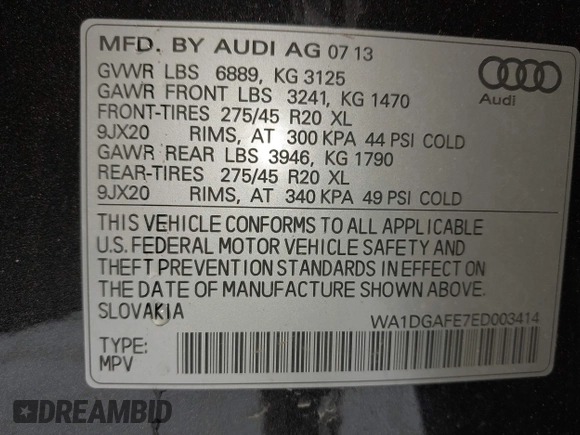 MFD. BY AUDI AG 07 13
GVWR LBS 6889, KG 3125
GAWR FRONT LBS 3241, KG 1470
FRONT-TIRES 275/45 R20 XL
9JX20 RIMS, AT 300 KPA 44 PSI COLD
GAWR REAR LBS 3946, KG 1790
REAR-TIRES 275/45 R20 XL
9JX20 RIMS, AT 340 KPA 49 PSI COLD
Audi
THIS VEHICLE CONFORMS TO ALL APPLICABLE
U.S. FEDERAL MOTOR VEHICLE SAFETY AND
THEFT PREVENTION STANDARDS IN EFFECT ON
THE DATE OF MANUFACTURE SHOWN ABOVE.
SLOVAKIA
WA1DGAFE7ED003414
TYPE:
MPV
DREAMBID